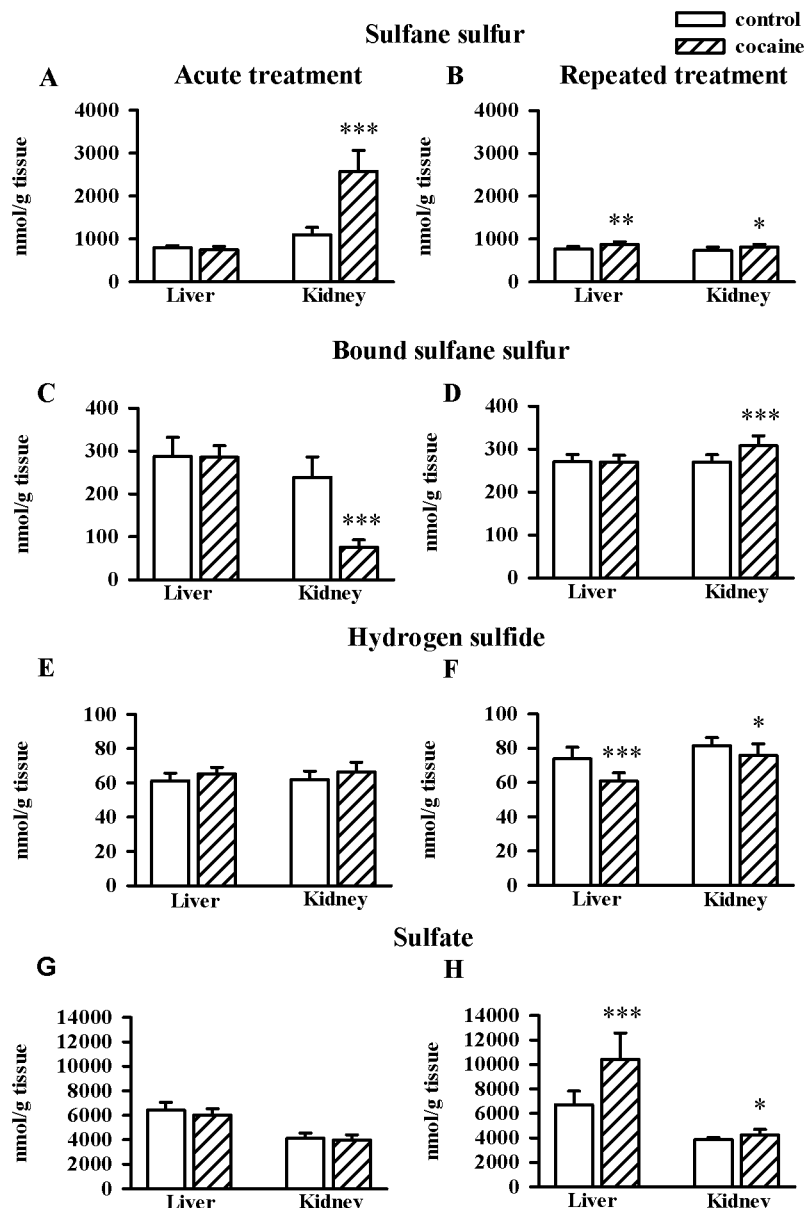 control
cocaine
Sulfane sulfur
A Acute treatment
B Repeated treatment
nmol/g tissue
4000
3000
2000
1000
0
***
Liver Kidney
nmol/g tissue
4000
3000
2000
1000
0
** *
Liver Kidney
Bound sulfane sulfur
C
nmol/g tissue
400
300
200
100
0
***
Liver Kidney
D
nmol/g tissue
400
300
200
100
0
***
Liver Kidney
Hydrogen sulfide
E
nmol/g tissue
100
80
60
40
20
0
Liver Kidney
F
nmol/g tissue
100
80
60
40
20
0
*** *
Liver Kidney
Sulfate
G
nmol/g tissue
14000
12000
10000
8000
6000
4000
2000
0
Liver Kidney
H
nmol/g tissue
14000
12000
10000
8000
6000
4000
2000
0
*** *
Liver Kidney